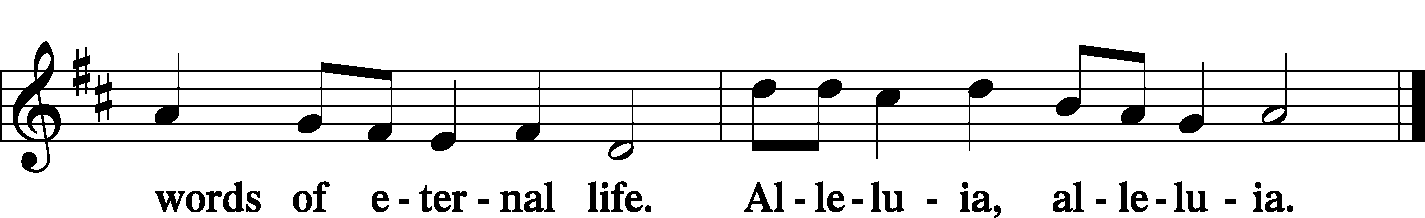 words of e - ter - nal life. Al - le - lu - ia, al - le - lu - ia.